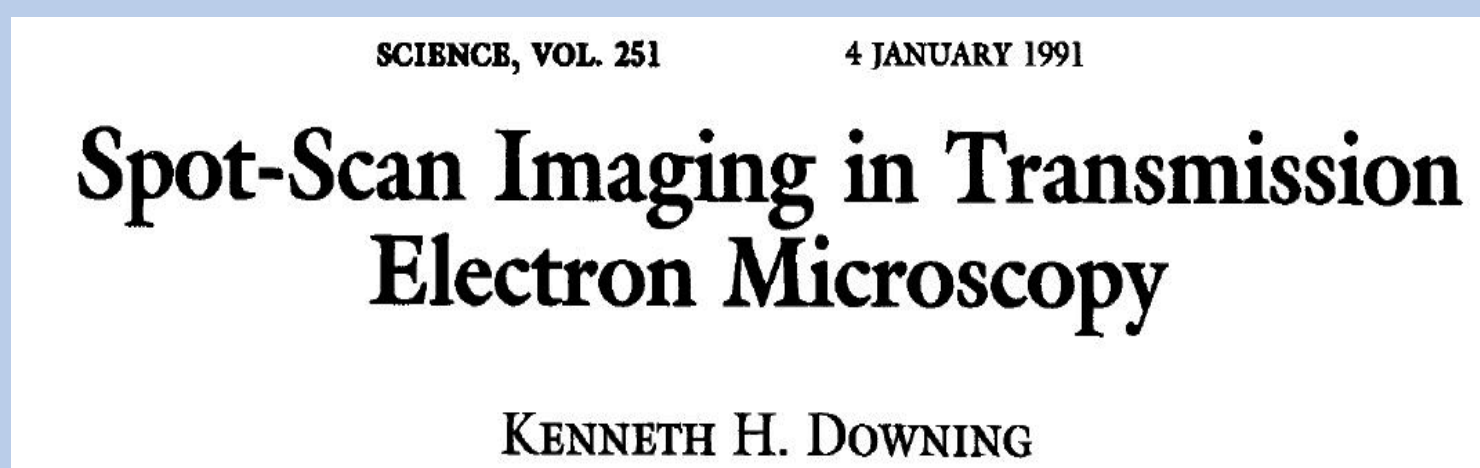 SCIENCE, VOL. 251 4 JANUARY 1991
Spot-Scan Imaging in Transmission
Electron Microscopy
KENNETH H. DOWNING